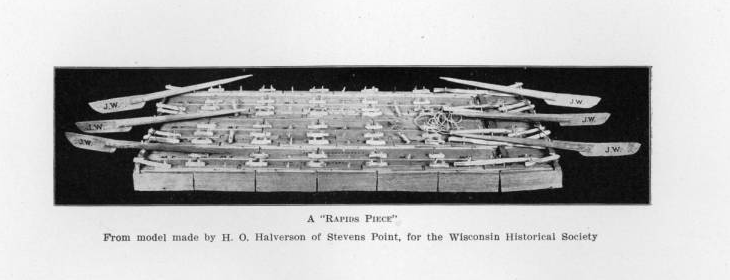 J.W.
J.W.
J.W.
J.W.
J.W.
J.W.
A "RAPIDS PIECE"
From model made by H. O. Halverson of Stevens Point, for the Wisconsin Historical Society